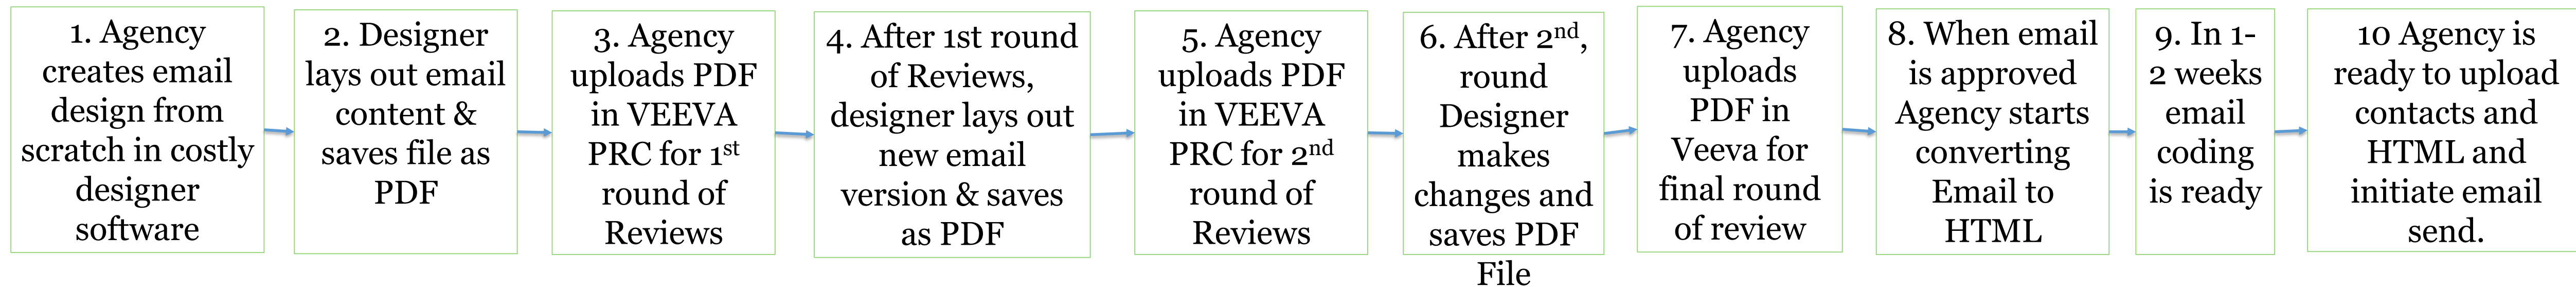 1. Agency
creates email
design from
scratch in costly
designer
software
2. Designer
lays out email
content &
saves file as
PDF
3. Agency
uploads PDF
in VEEVA
PRC for 1st
round of
Reviews
4. After 1st round
of Reviews,
designer lays out
new email
version & saves
as PDF
5. Agency
uploads PDF
in VEEVA
PRC for 2nd
round of
Reviews
6. After 2nd,
round
Designer
makes
changes and
saves PDF
File
7. Agency
uploads
PDF in
Veeva for
final round
of review
8. When email
is approved
Agency starts
converting
Email to
HTML
9. In 1-
2 weeks
email
coding
is ready
10 Agency is
ready to upload
contacts and
HTML and
initiate email
send.